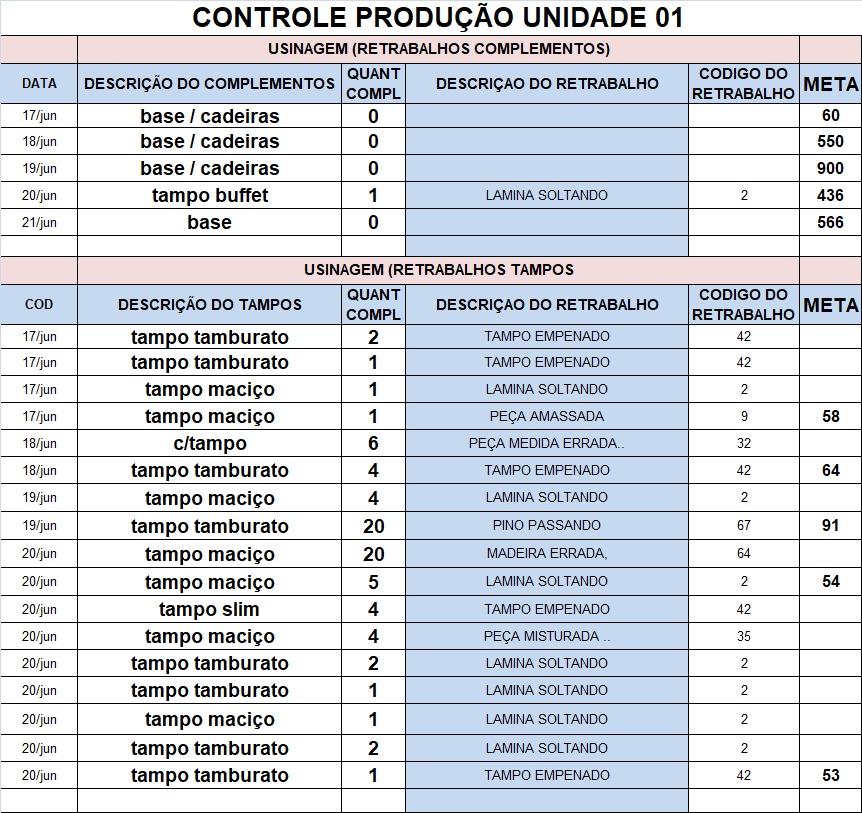 CONTROLE PRODUÇÃO UNIDADE 01
USINAGEM (RETRABALHOS COMPLEMENTOS)
DATA DESCRIÇÃO DO COMPLEMENTOS QUANT COMPL DESCRIÇAO DO RETRABALHO CODIGO DO RETRABALHO META
17/jun base / cadeiras 0 60
18/jun base / cadeiras 0 550
19/jun base / cadeiras 0 900
20/jun tampo buffet 1 LAMINA SOLTANDO 2 436
21/jun base 0 566
USINAGEM (RETRABALHOS TAMPOS
COD DESCRIÇÃO DO TAMPOS QUANT COMPL DESCRIÇAO DO RETRABALHO CODIGO DO RETRABALHO META
17/jun tampo tamburato 2 TAMPO EMPENADO 42
17/jun tampo tamburato 1 TAMPO EMPENADO 42
17/jun tampo maciço 1 LAMINA SOLTANDO 2
17/jun tampo maciço 1 PEÇA AMASSADA 9 58
18/jun c/tampo 6 PEÇA MEDIDA ERRADA.. 32
18/jun tampo tamburato 4 TAMPO EMPENADO 42 64
19/jun tampo maciço 4 LAMINA SOLTANDO 2
19/jun tampo tamburato 20 PINO PASSANDO 67 91
20/jun tampo maciço 20 MADEIRA ERRADA, 64
20/jun tampo maciço 5 LAMINA SOLTANDO 2 54
20/jun tampo slim 4 TAMPO EMPENADO 42
20/jun tampo maciço 4 PEÇA MISTURADA .. 35
20/jun tampo tamburato 2 LAMINA SOLTANDO 2
20/jun tampo tamburato 1 LAMINA SOLTANDO 2
20/jun tampo maciço 1 LAMINA SOLTANDO 2
20/jun tampo tamburato 2 LAMINA SOLTANDO 2
20/jun tampo tamburato 1 TAMPO EMPENADO 42 53